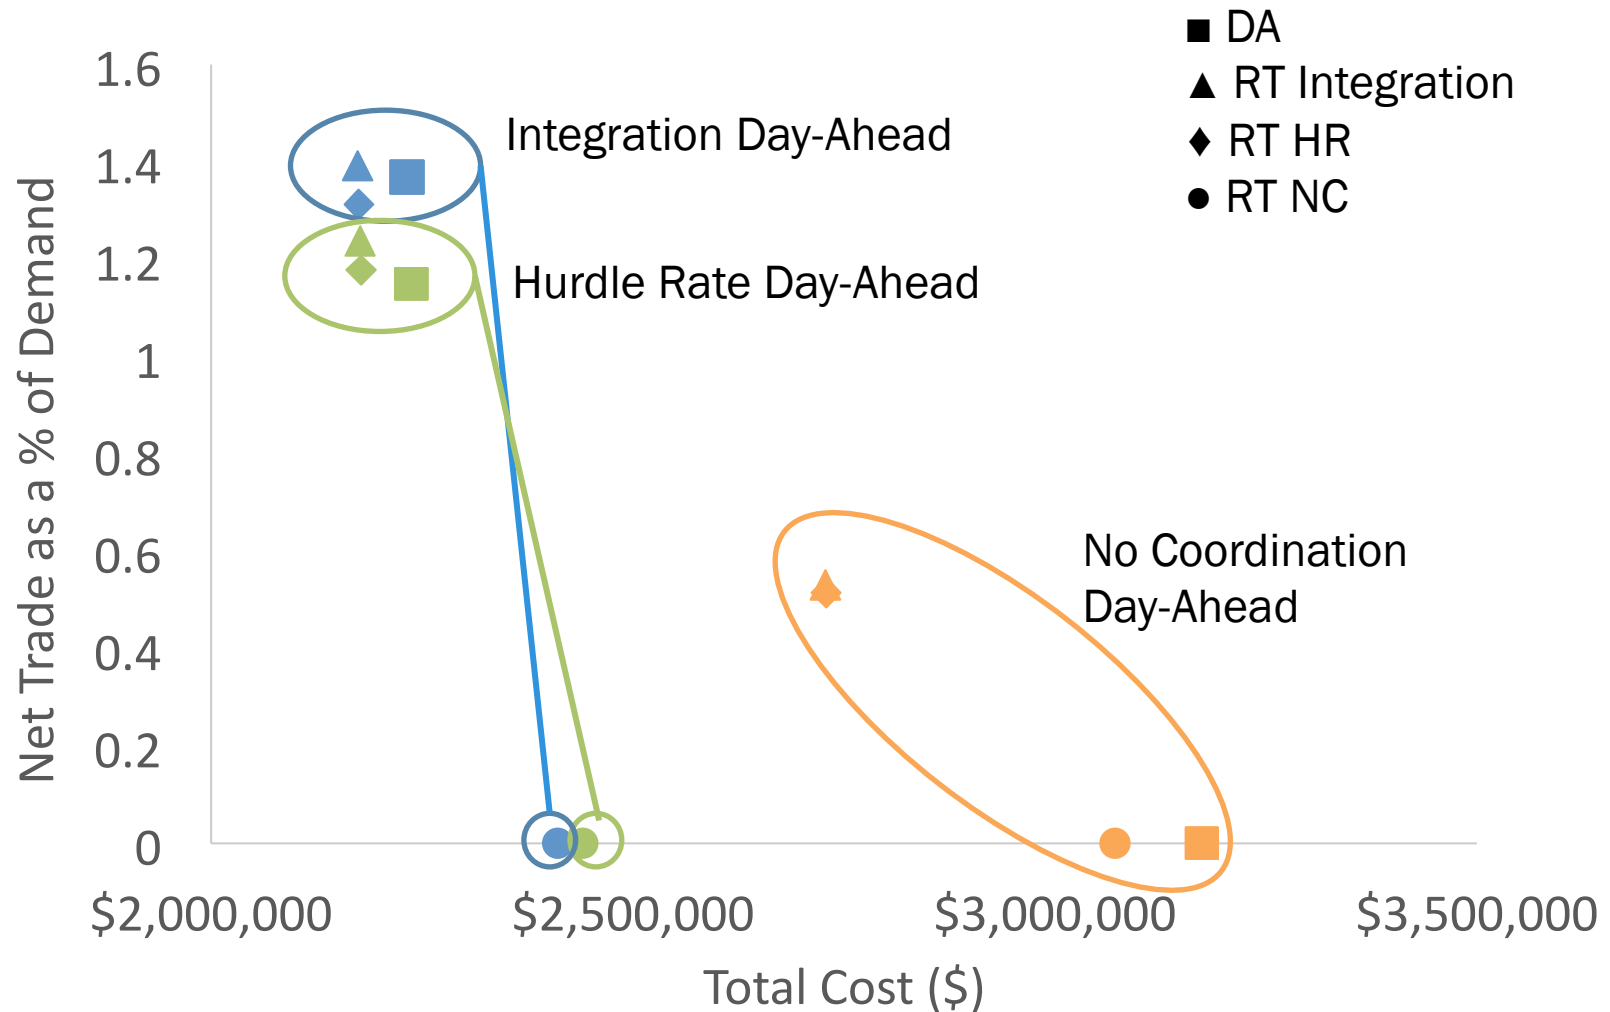 DA
RT Integration
RT HR
RT NC
1.6
1.4
1.2
1
0.8
0.6
0.4
0.2
0
Net Trade as a % of Demand
Integration Day-Ahead
Hurdle Rate Day-Ahead
No Coordination
Day-Ahead
$2,000,000
$2,500,000
$3,000,000
$3,500,000
Total Cost ($)